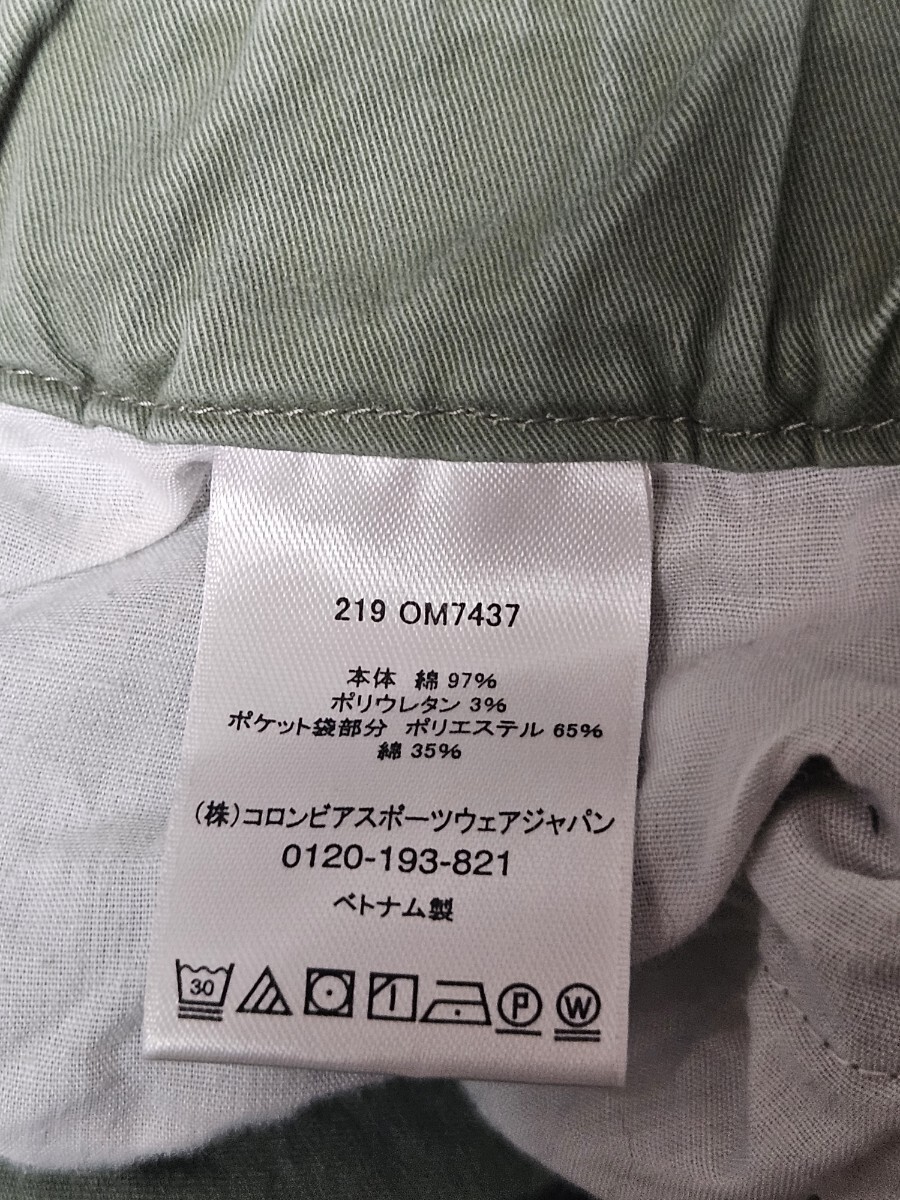 219 OM7437
本体 綿 97%
ポリウレタン 3%
ポケット袋部分 ポリエステル 65%
綿 35%
(株)コロンビアスポーツウェアジャパン
0120-193-821
ベトナム製
30 P W